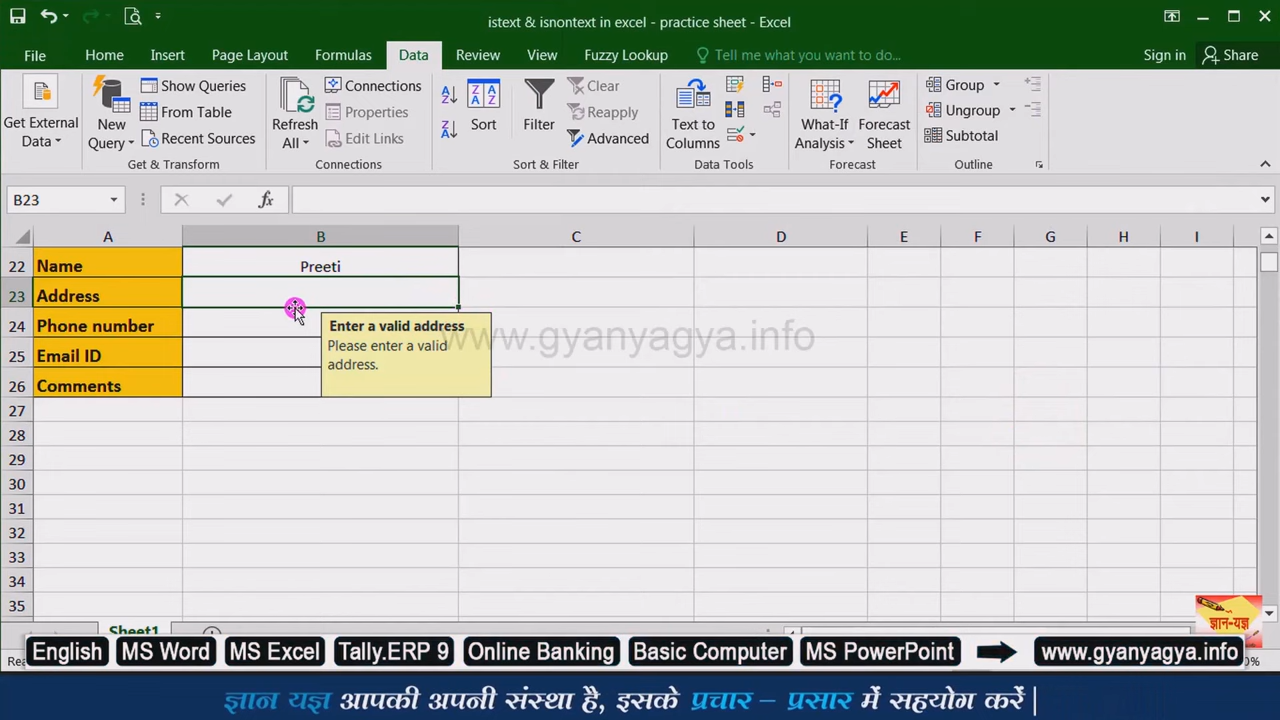 istext & isnontext in excel - practice sheet - Excel
File Home Insert Page Layout Formulas Data Review View Fuzzy Lookup Tell me what you want to do... Sign in Share
Get External Data
New Query
Show Queries
From Table
Recent Sources
Get & Transform
Refresh All
Connections
Properties
Edit Links
Connections
Sort
Filter
Clear
Reapply
Advanced
Sort & Filter
Text to Columns
Data Tools
What-If Analysis
Forecast Sheet
Forecast
Group
Ungroup
Subtotal
Outline
B23 fx
A B C D E F G H I
22 Name Preeti
23 Address
24 Phone number
25 Email ID
26 Comments
27
28
29
30
31
32
33
34
35
Enter a valid address
Please enter a valid
address.
www.gyanyagya.info
ज्ञान-यज्ञ
Sheet1
English MS Word MS Excel Tally.ERP 9 Online Banking Basic Computer MS PowerPoint www.gyanyagya.info
ज्ञान यज्ञ आपकी अपनी संस्था है, इसके प्रचार – प्रसार में सहयोग करें |